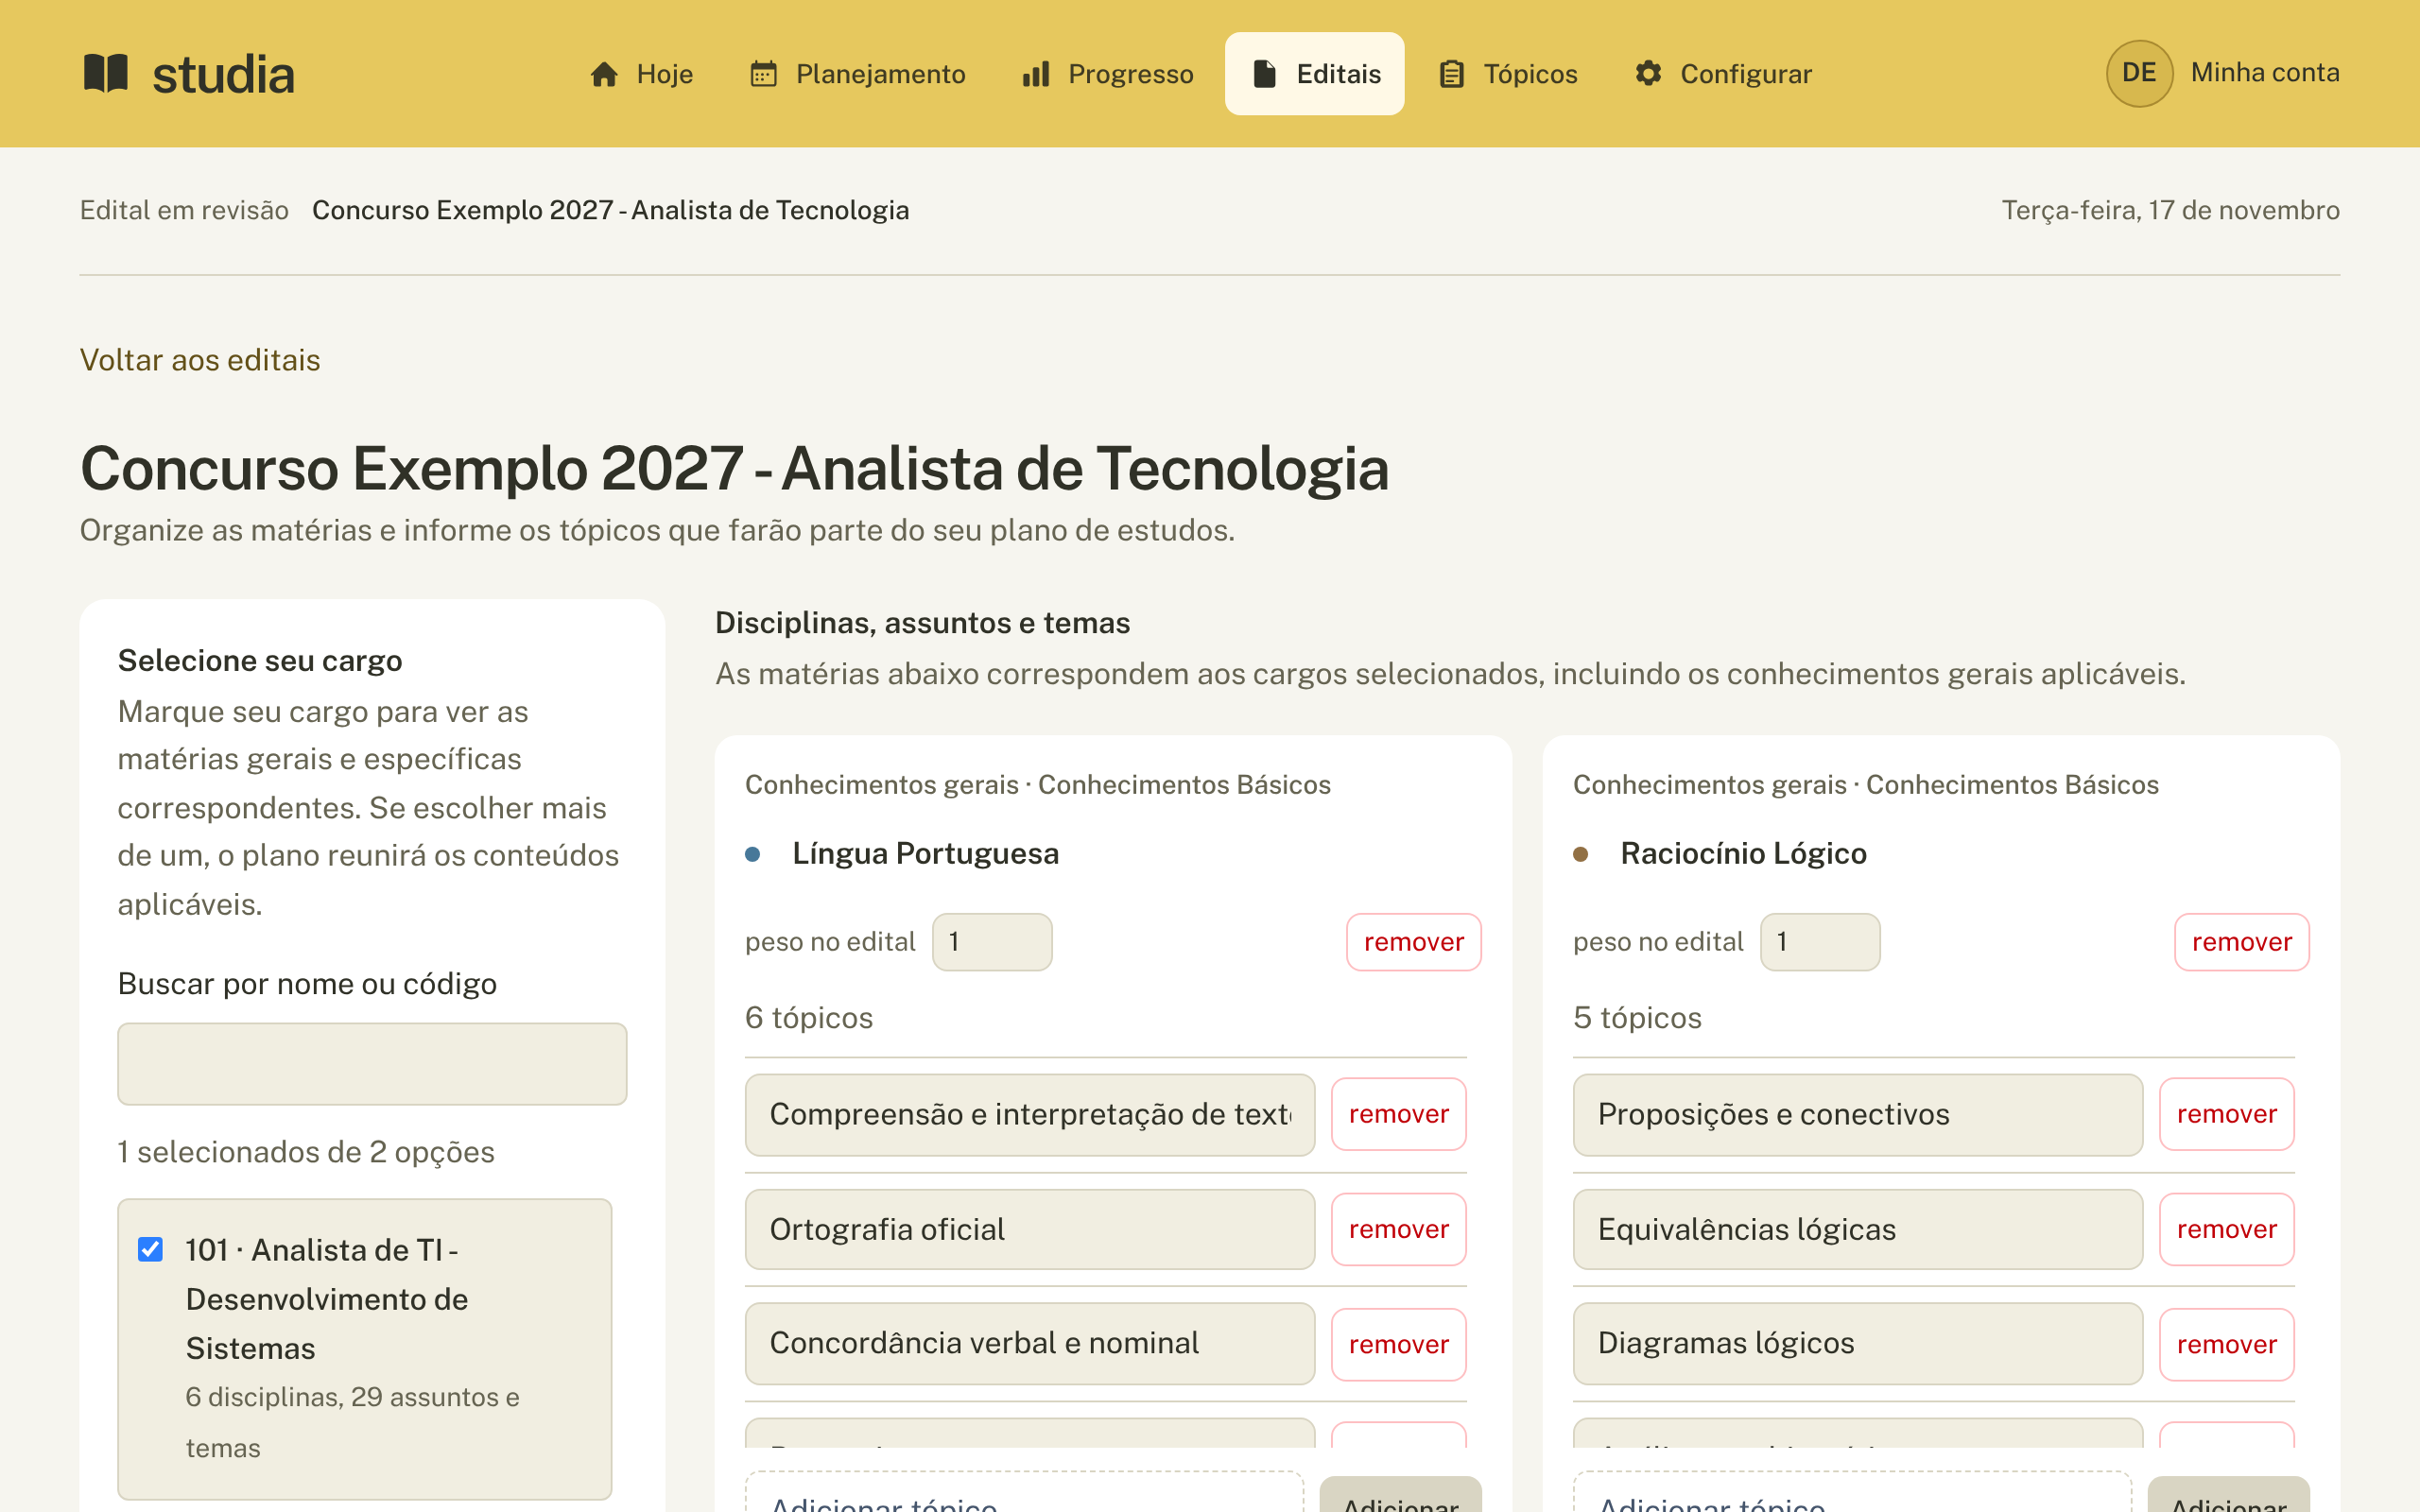 studia
Hoje
Planejamento
Progresso
Editais
Tópicos
Configurar
DE
Minha conta
Edital em revisão Concurso Exemplo 2027 - Analista de Tecnologia
Terça-feira, 17 de novembro
Voltar aos editais
Concurso Exemplo 2027 - Analista de Tecnologia
Organize as matérias e informe os tópicos que farão parte do seu plano de estudos.
Selecione seu cargo
Marque seu cargo para ver as
matérias gerais e específicas
correspondentes. Se escolher mais
de um, o plano reunirá os conteúdos
aplicáveis.
Buscar por nome ou código
1 selecionados de 2 opções
101 · Analista de TI -
Desenvolvimento de
Sistemas
6 disciplinas, 29 assuntos e
temas
Disciplinas, assuntos e temas
As matérias abaixo correspondem aos cargos selecionados, incluindo os conhecimentos gerais aplicáveis.
Conhecimentos gerais · Conhecimentos Básicos
Língua Portuguesa
peso no edital 1
remover
6 tópicos
Compreensão e interpretação de
remover
Ortografia oficial
remover
Concordância verbal e nominal
remover
Adicionar tópico
Adicionar
Conhecimentos gerais · Conhecimentos Básicos
Raciocínio Lógico
peso no edital 1
remover
5 tópicos
Proposições e conectivos
remover
Equivalências lógicas
remover
Diagramas lógicos
remover
Adicionar tópico
Adicionar